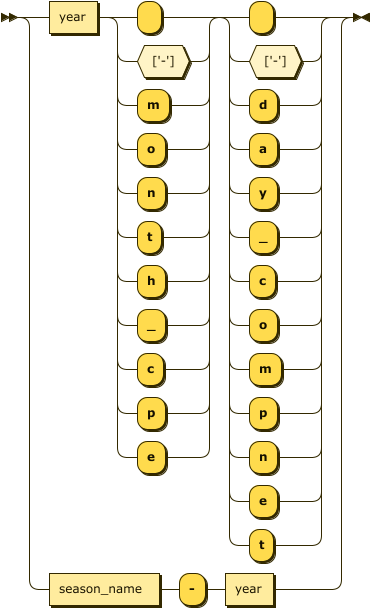 year
['-'] ['-']
m d
o a
n y
t _
h c
_ o
c m
p p
e n
e
t
season_name - year